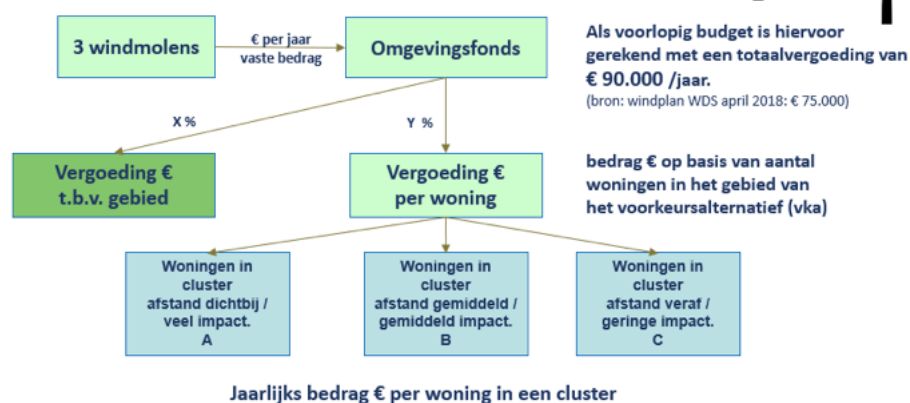 3 windmolens
€ per jaar
vaste bedrag
Omgevingsfonds
Als voorlopig budget is hiervoor
gerekend met een totaalvergoeding van
€ 90.000 /jaar.
(bron: windplan WDS april 2018: € 75.000)
X %
Y %
Vergoeding €
t.b.v. gebied
Vergoeding €
per woning
bedrag € op basis van aantal
woningen in het gebied van
het voorkeursalternatief (vka)
Woningen in
cluster
afstand dichtbij /
veel impact.
A
Woningen in
cluster
afstand gemiddeld /
gemiddeld impact.
B
Woningen in
cluster
afstand veraf /
geringe impact.
C
Jaarlijks bedrag € per woning in een cluster